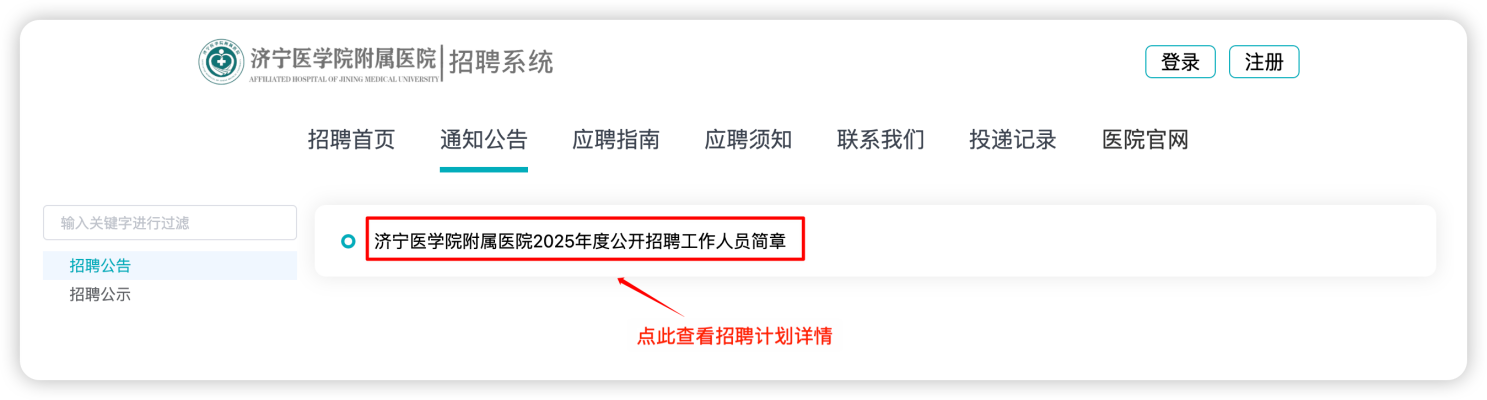 济宁医学院附属医院
AFFILIATED HOSPITAL OF JINING MEDICAL UNIVERSITY
招聘系统
登录
注册
招聘首页 通知公告 应聘指南 应聘须知 联系我们 投递记录 医院官网
输入关键字进行过滤
招聘公告
招聘公示
济宁医学院附属医院2025年度公开招聘工作人员简章
点此查看招聘计划详情